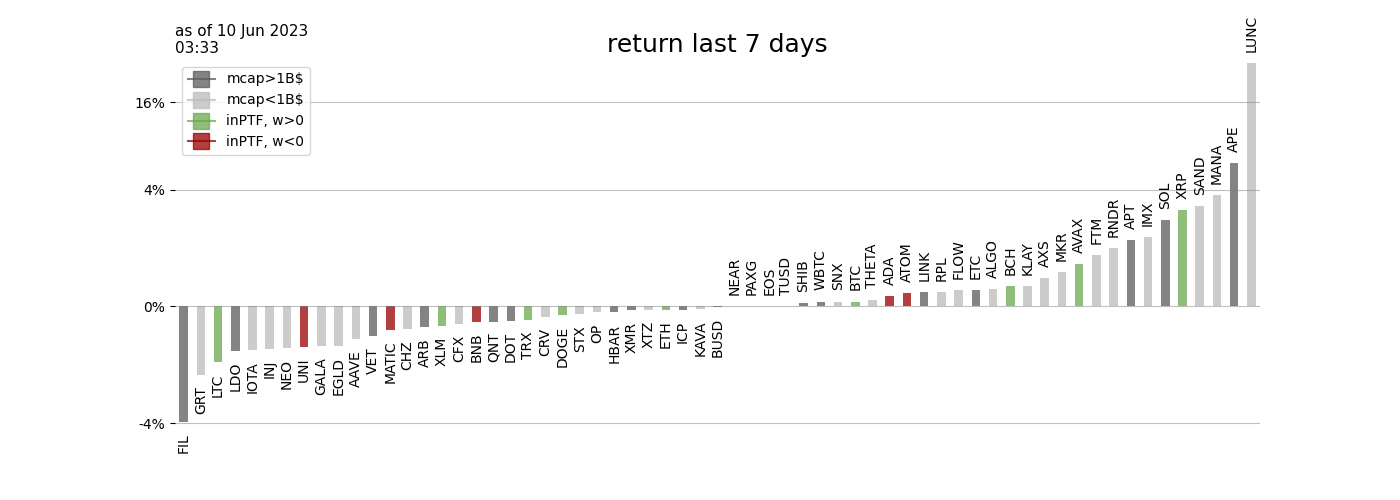 as of 10 Jun 2023
03:33
return last 7 days
mcap>1B$
mcap<1B$
inPTF, w>0
inPTF, w<0
16%
4%
0%
-4%
FIL
GRT
LTC
LDO
IOTA
INJ
NEO
UNI
GALA
EGLD
AAVE
VET
MATIC
CHZ
ARB
XLM
CFX
BNB
QNT
DOT
TRX
CRV
DOGE
STX
OP
HBAR
XMR
XTZ
ETH
ICP
KAVA
BUSD
NEAR
PAXG
EOS
TUSD
SHIB
WBTC
SNX
BTC
THETA
ADA
ATOM
LINK
RPL
FLOW
ETC
ALGO
BCH
KLAY
AXS
MKR
AVAX
FTM
RNDR
APT
IMX
SOL
XRP
SAND
MANA
APE
LUNC